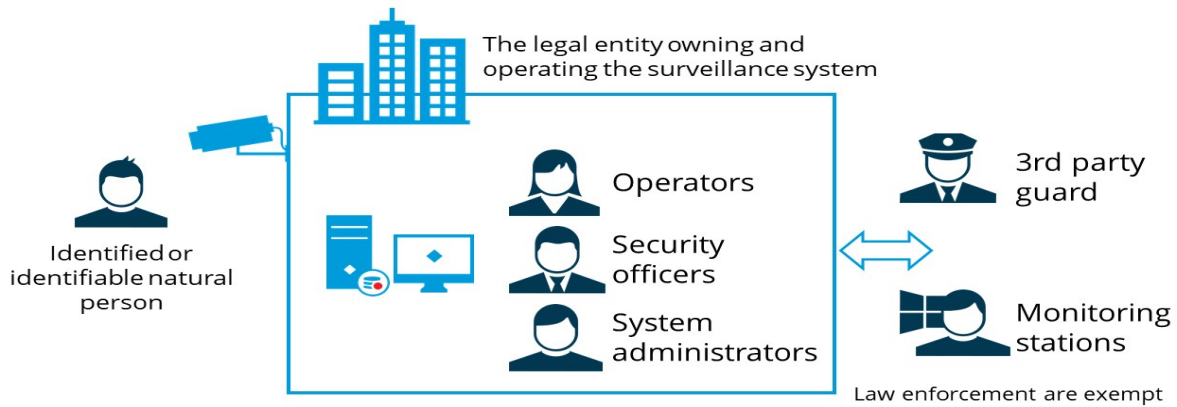 The legal entity owning and
operating the surveillance system
Identified or
identifiable natural
person
Operators
Security
officers
System
administrators
3rd party
guard
Monitoring
stations
Law enforcement are exempt